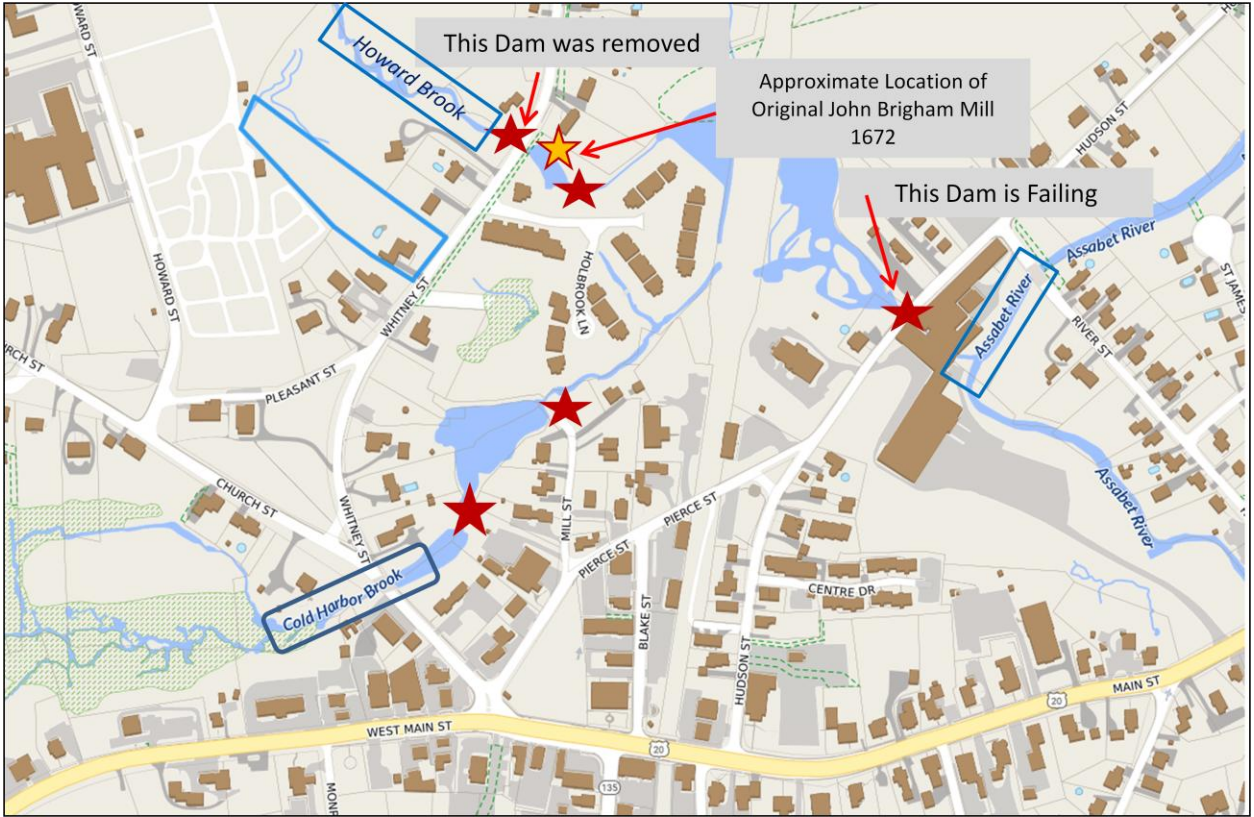 HOWARD ST
Howard Brook
This Dam was removed
Approximate Location of
Original John Brigham Mill
1672
HUDSON ST
This Dam is Failing
Assabet River
ST JAMES
HOWARD ST
WHITNEY ST
HOLBROOK LN
Assabet River
RIVER ST
PLEASANT ST
CHURCH ST
WHITNEY ST
MILL ST
PIERCE ST
PIERCE ST
Assabet River
Cold Harbor Brook
BLAKE ST
CENTRE DR
HUDSON ST
MAIN ST
20
WEST MAIN ST
20
135